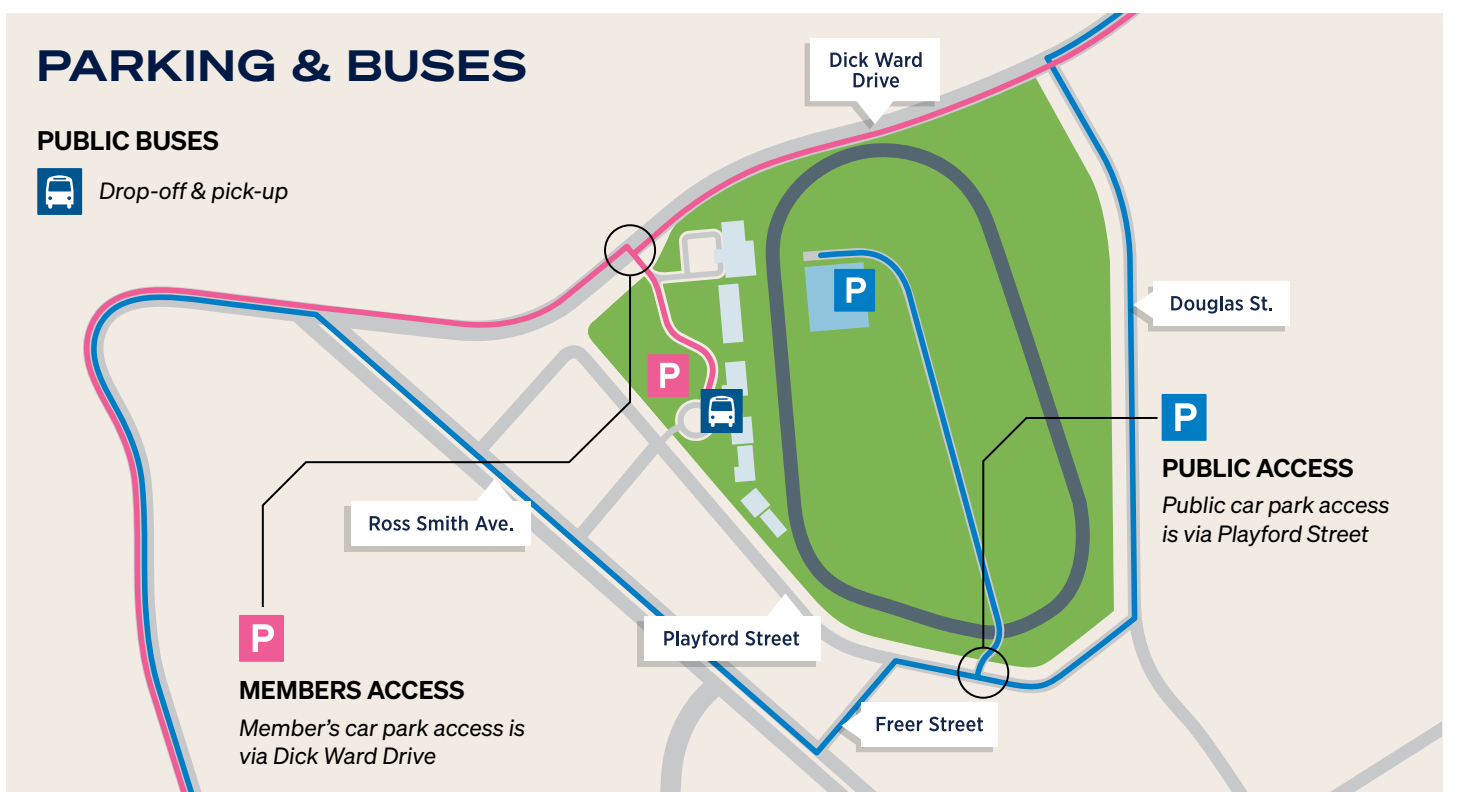 PARKING & BUSES
PUBLIC BUSES
Drop-off & pick-up
Dick Ward
Drive
Douglas St.
P
P
P
PUBLIC ACCESS
Public car park access
is via Playford Street
Ross Smith Ave.
Playford Street
Freer Street
P
MEMBERS ACCESS
Member’s car park access is
via Dick Ward Drive